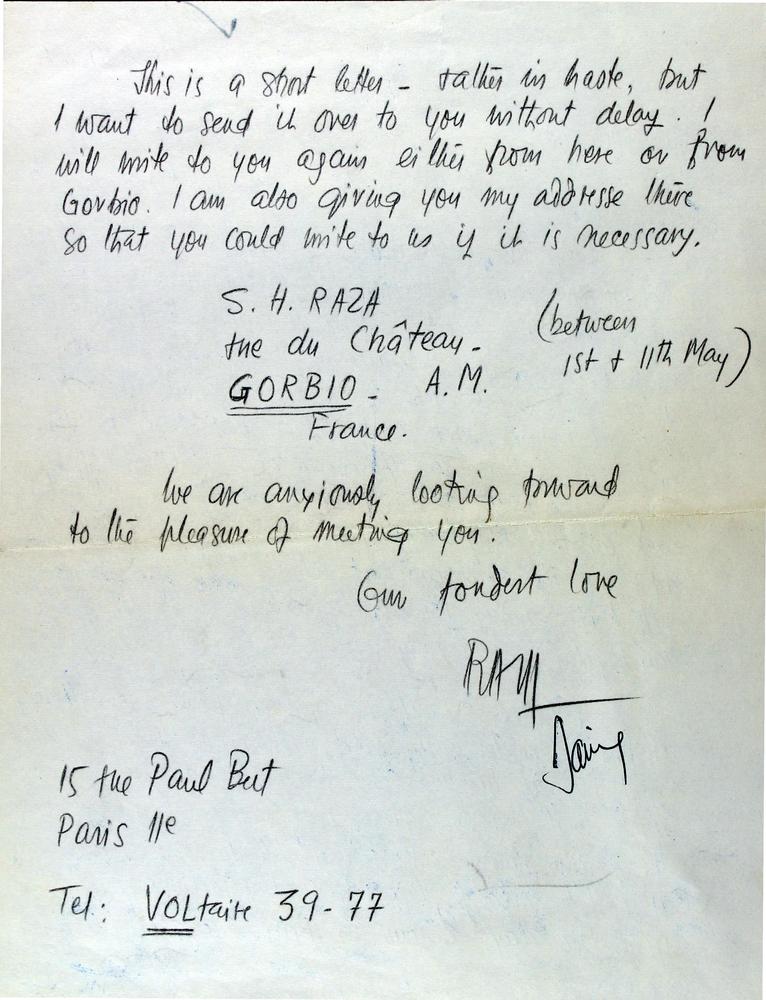 This is a short letter – rather in haste, but
I want to send it over to you without delay. I
will write to you again either from here or from
Gorbio. I am also giving you my addresse there
so that you could write to us if it is necessary.
S. H. RAZA
rue du Château -
(between
1st + 11th May)
GORBIO - A.M.
France.
We are anxiously looking forward
to the pleasure of meeting you.
Our fondest love
15 rue Paul Bert
Paris 11e
Tel: VOLtaire 39-77